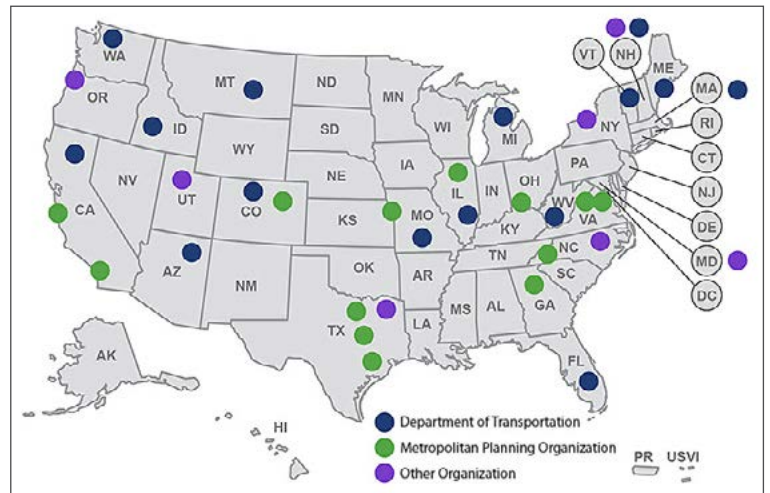 VT
NH
WA
ME
MT
ND
MA
OR
MN
ID
SD
WI
NY
RI
WY
MI
CT
IA
PA
NE
NJ
NV
OH
IL
IN
UT
CO
WV
DE
CA
KS
MO
VA
KY
MD
NC
TN
OK
AZ
NM
AR
SC
DC
MS
AL
GA
TX
LA
AK
FL
HI
Department of Transportation
Metropolitan Planning Organization
Other Organization
PR
USVI